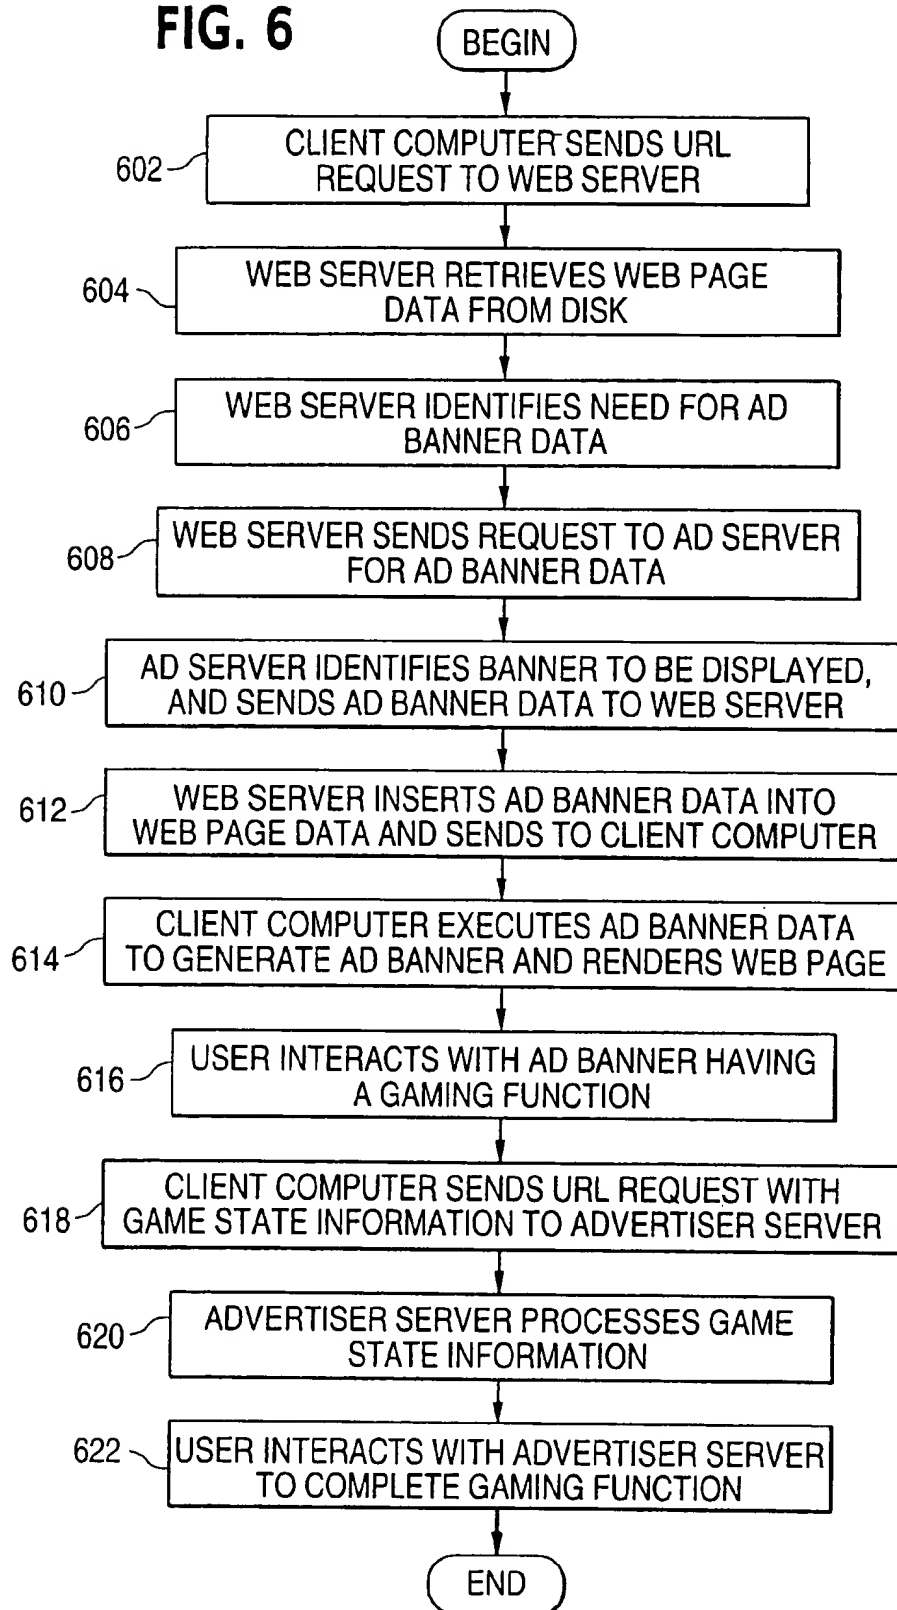 FIG. 6
BEGIN
602
CLIENT COMPUTER SENDS URL
REQUEST TO WEB SERVER
604
WEB SERVER RETRIEVES WEB PAGE
DATA FROM DISK
606
WEB SERVER IDENTIFIES NEED FOR AD
BANNER DATA
608
WEB SERVER SENDS REQUEST TO AD SERVER
FOR AD BANNER DATA
610
AD SERVER IDENTIFIES BANNER TO BE DISPLAYED,
AND SENDS AD BANNER DATA TO WEB SERVER
612
WEB SERVER INSERTS AD BANNER DATA INTO
WEB PAGE DATA AND SENDS TO CLIENT COMPUTER
614
CLIENT COMPUTER EXECUTES AD BANNER DATA
TO GENERATE AD BANNER AND RENDERS WEB PAGE
616
USER INTERACTS WITH AD BANNER HAVING
A GAMING FUNCTION
618
CLIENT COMPUTER SENDS URL REQUEST WITH
GAME STATE INFORMATION TO ADVERTISER SERVER
620
ADVERTISER SERVER PROCESSES GAME
STATE INFORMATION
622
USER INTERACTS WITH ADVERTISER SERVER
TO COMPLETE GAMING FUNCTION
END